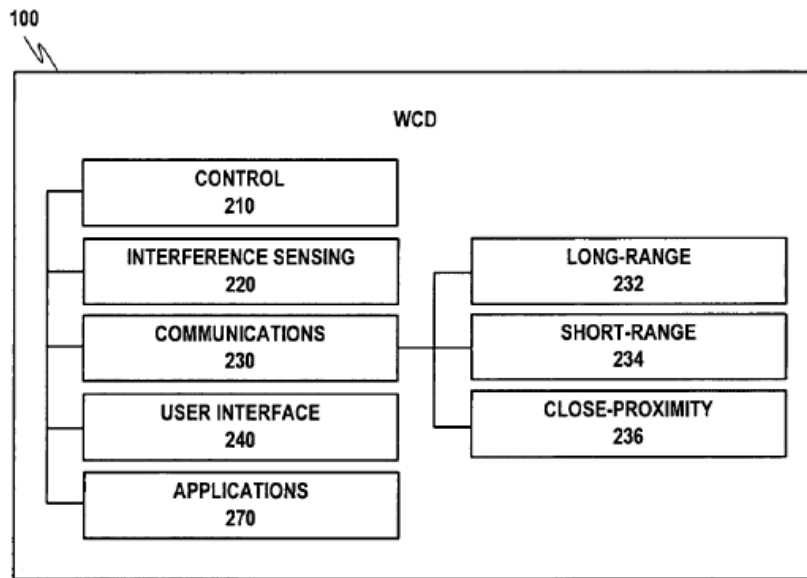 100
WCD
CONTROL
210
INTERFERENCE SENSING
220
COMMUNICATIONS
230
USER INTERFACE
240
APPLICATIONS
270
LONG-RANGE
232
SHORT-RANGE
234
CLOSE-PROXIMITY
236